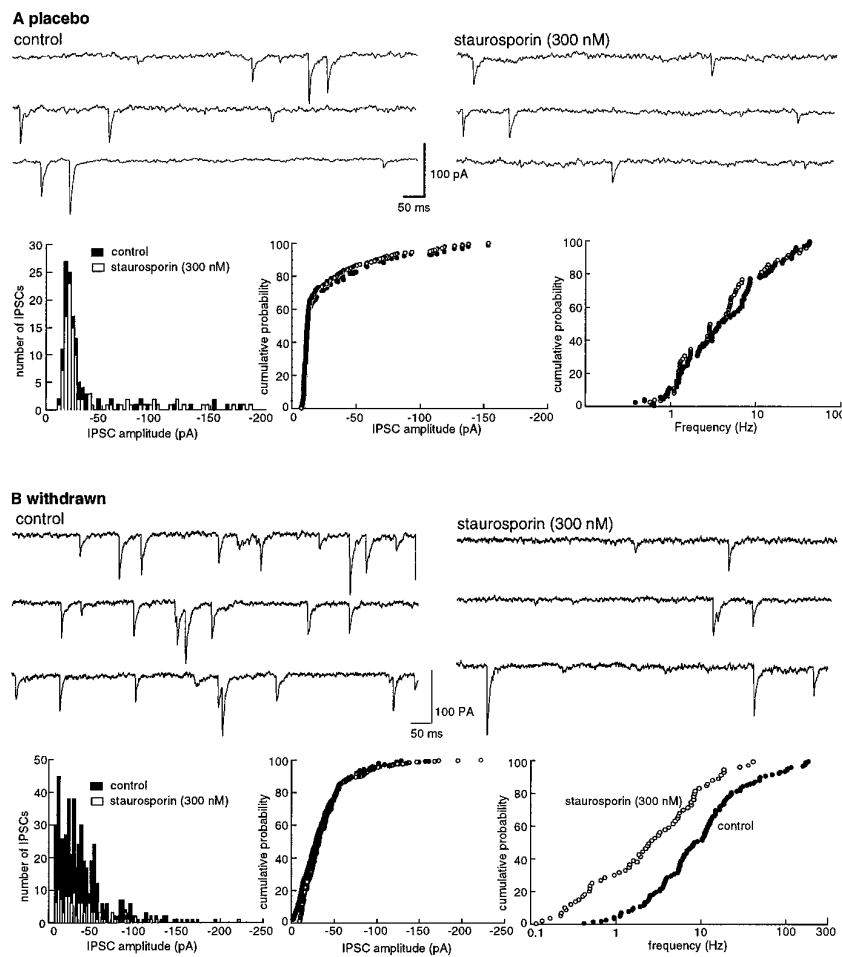 A placebo
control
staurosporin (300 nM)
100 pA
50 ms
number of IPSCs
30
25
20
15
10
5
0
control
staurosporin (300 nM)
0 -50 -100 -150 -200
IPSC amplitude (pA)
cumulative probability
100
80
60
40
20
0
0 -50 -100 -150 -200
IPSC amplitude (pA)
cumulative probability
100
80
60
40
20
0
1 10 100
Frequency (Hz)
B withdrawn
control
staurosporin (300 nM)
100 PA
50 ms
number of IPSCs
50
40
30
20
10
0
control
staurosporin (300 nM)
0 -50 -100 -150 -200 -250
IPSC amplitude (pA)
cumulative probability
100
80
60
40
20
0
0 -50 -100 -150 -200 -250
IPSC amplitude (pA)
cumulative probability
100
80
60
40
20
0
staurosporin (300 nM)
control
0.1 1 10 100 300
frequency (Hz)